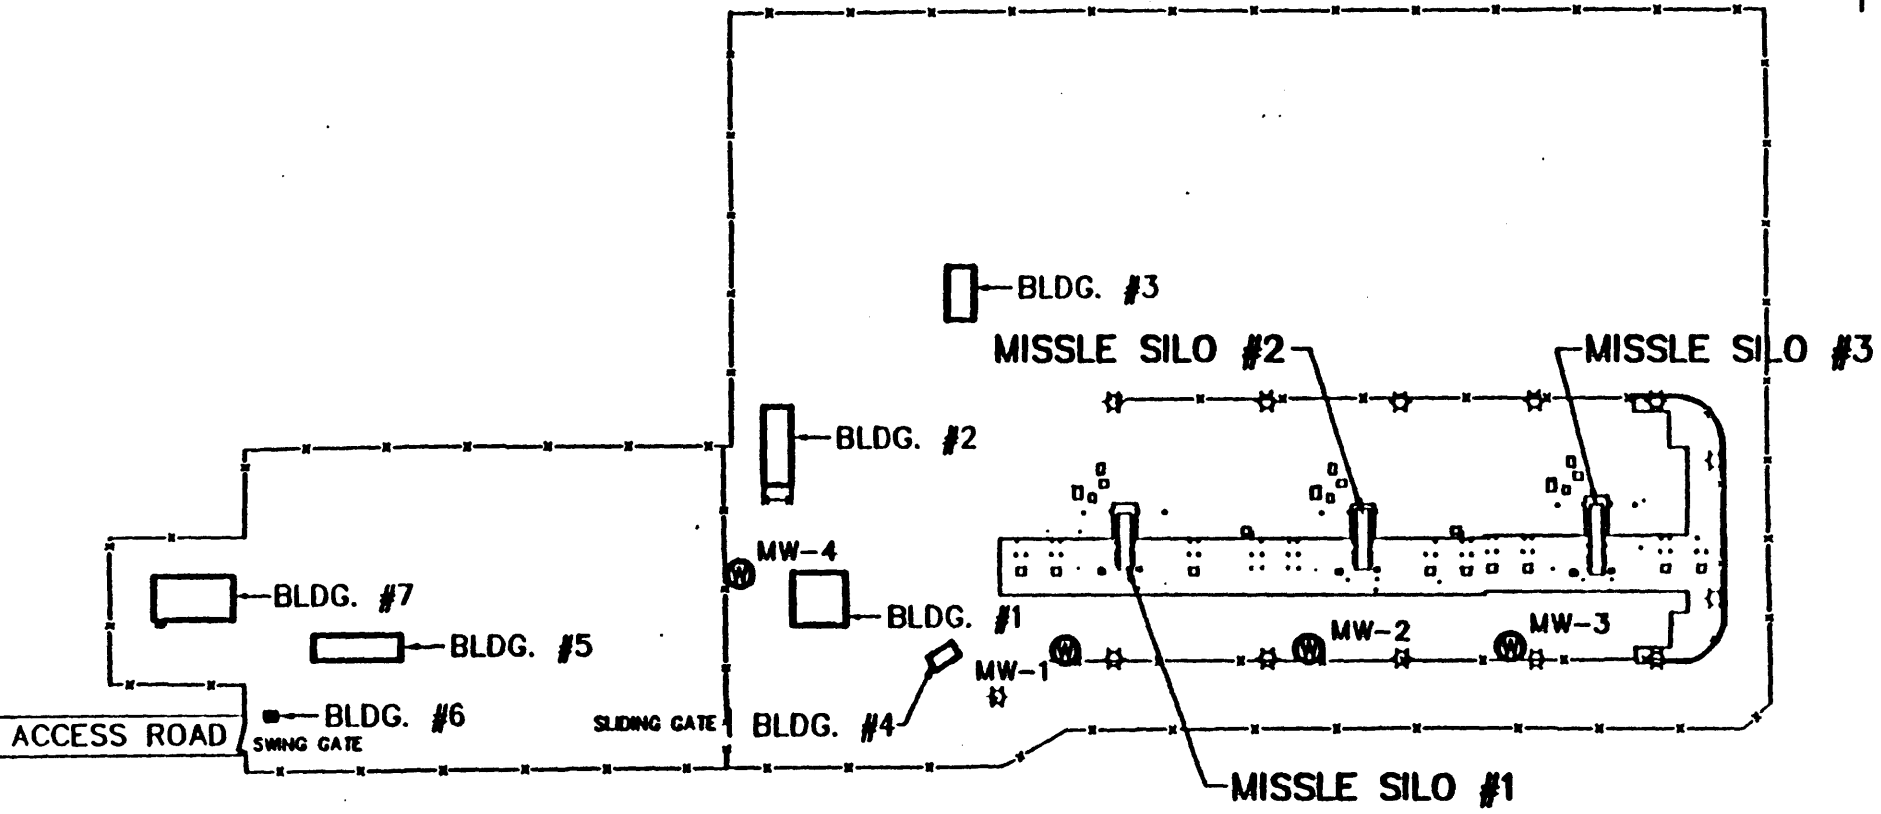 BLDG. #3
MISSLE SILO #2
MISSLE SILO #3
BLDG. #2
MW-4
W
BLDG. #7
BLDG. #1
BLDG. #5
MW-1
W
MW-2
W
MW-3
W
BLDG. #6
SLIDING GATE
BLDG. #4
ACCESS ROAD
SWING GATE
MISSLE SILO #1